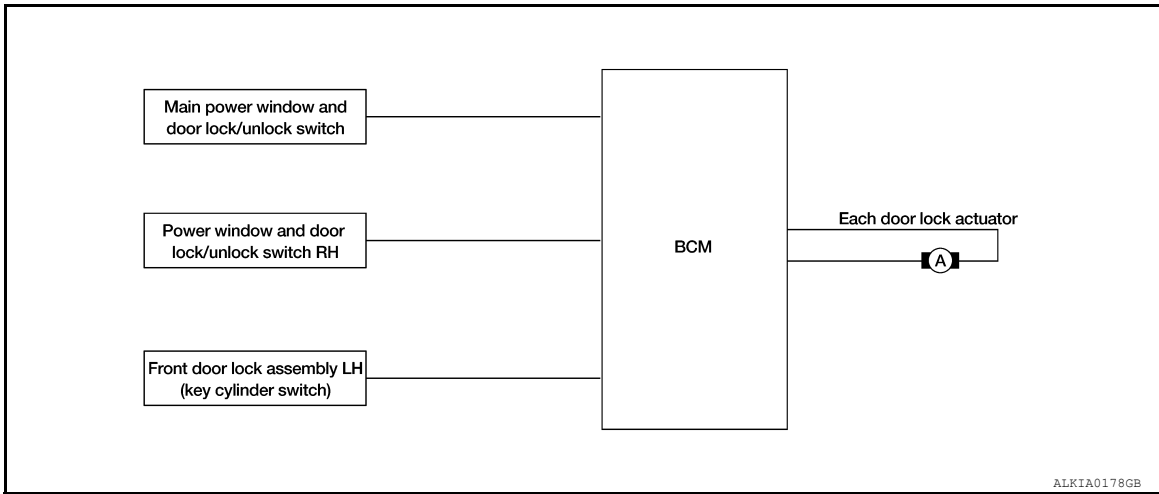 Main power window and
door lock/unlock switch
Power window and door
lock/unlock switch RH
Front door lock assembly LH
(key cylinder switch)
BCM
Each door lock actuator
A
ALKIA0178GB